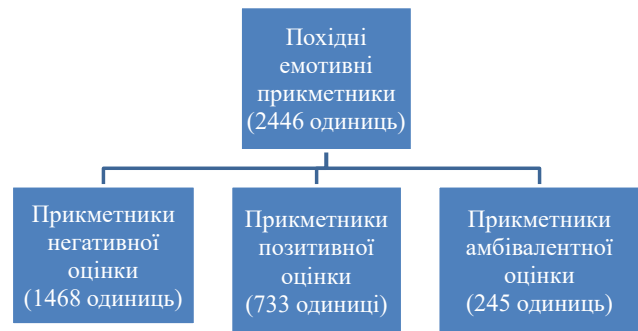 Похідні
емотивні
прикметники
(2446 одиниць)
Прикметники
негативної
оцінки
(1468 одиниць)
Прикметники
позитивної
оцінки
(733 одиниці)
Прикметники
амбівалентної
оцінки
(245 одиниць)